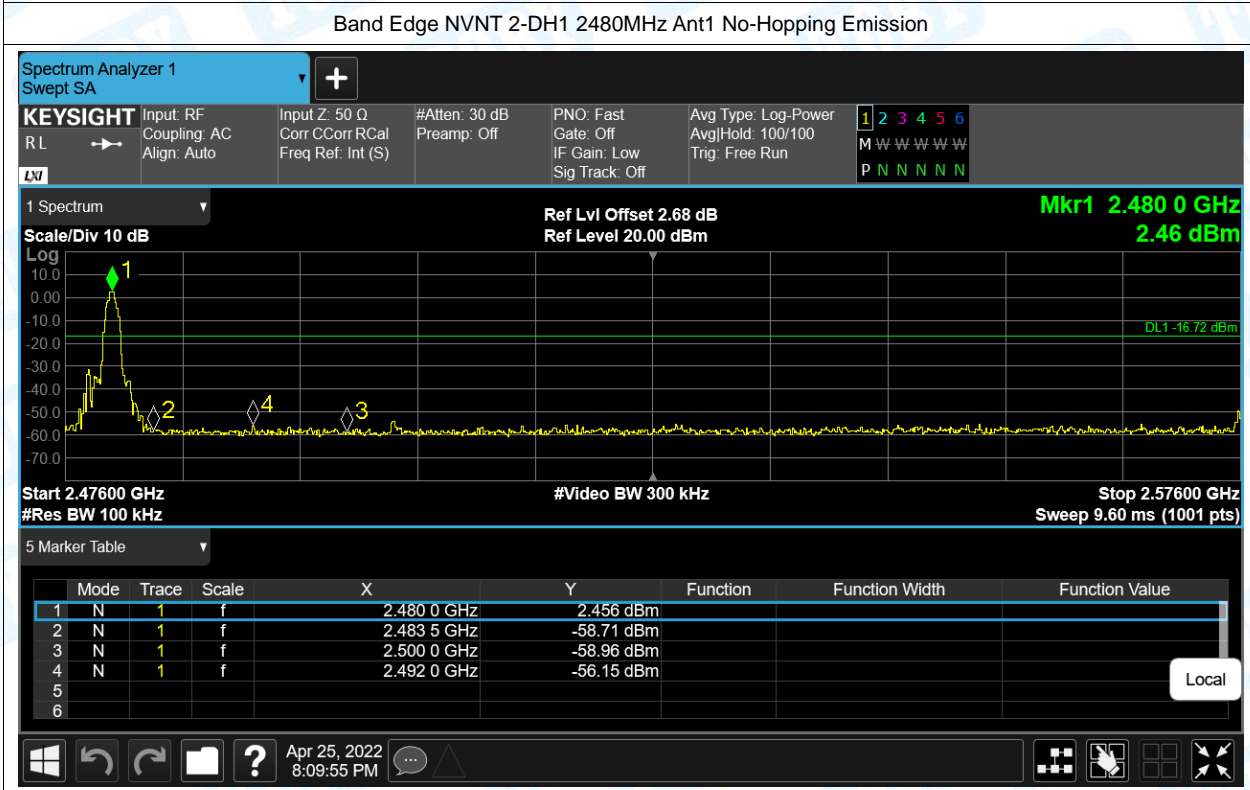 Band Edge NVNT 2-DH1 2480MHz Ant1 No-Hopping Emission
Spectrum Analyzer 1
Swept SA
KEYSIGHT Input: RF Input Z: 50 Ω #Atten: 30 dB PNO: Fast Avg Type: Log-Power 1 2 3 4 5 6
R L Coupling: AC Corr CCorr RCal Preamp: Off Gate: Off Avg|Hold: 100/100 M W W W W W
Align: Auto Freq Ref: Int (S) IF Gain: Low Trig: Free Run
LXI Sig Track: Off P N N N N N
1 Spectrum Ref Lvl Offset 2.68 dB Mkr1 2.480 0 GHz
Scale/Div 10 dB Ref Level 20.00 dBm 2.46 dBm
Log
1
10.0
0.00
-10.0
DL1 -16.72 dBm
-20.0
-30.0
-40.0
-50.0 2 4 3
-60.0
-70.0
Start 2.47600 GHz #Video BW 300 kHz Stop 2.57600 GHz
#Res BW 100 kHz Sweep 9.60 ms (1001 pts)
5 Marker Table
Mode Trace Scale X Y Function Function Width Function Value
1 N 1 f 2.480 0 GHz 2.456 dBm
2 N 1 f 2.483 5 GHz -58.71 dBm
3 N 1 f 2.500 0 GHz -58.96 dBm
4 N 1 f 2.492 0 GHz -56.15 dBm
5
6
Local
? Apr 25, 2022
8:09:55 PM